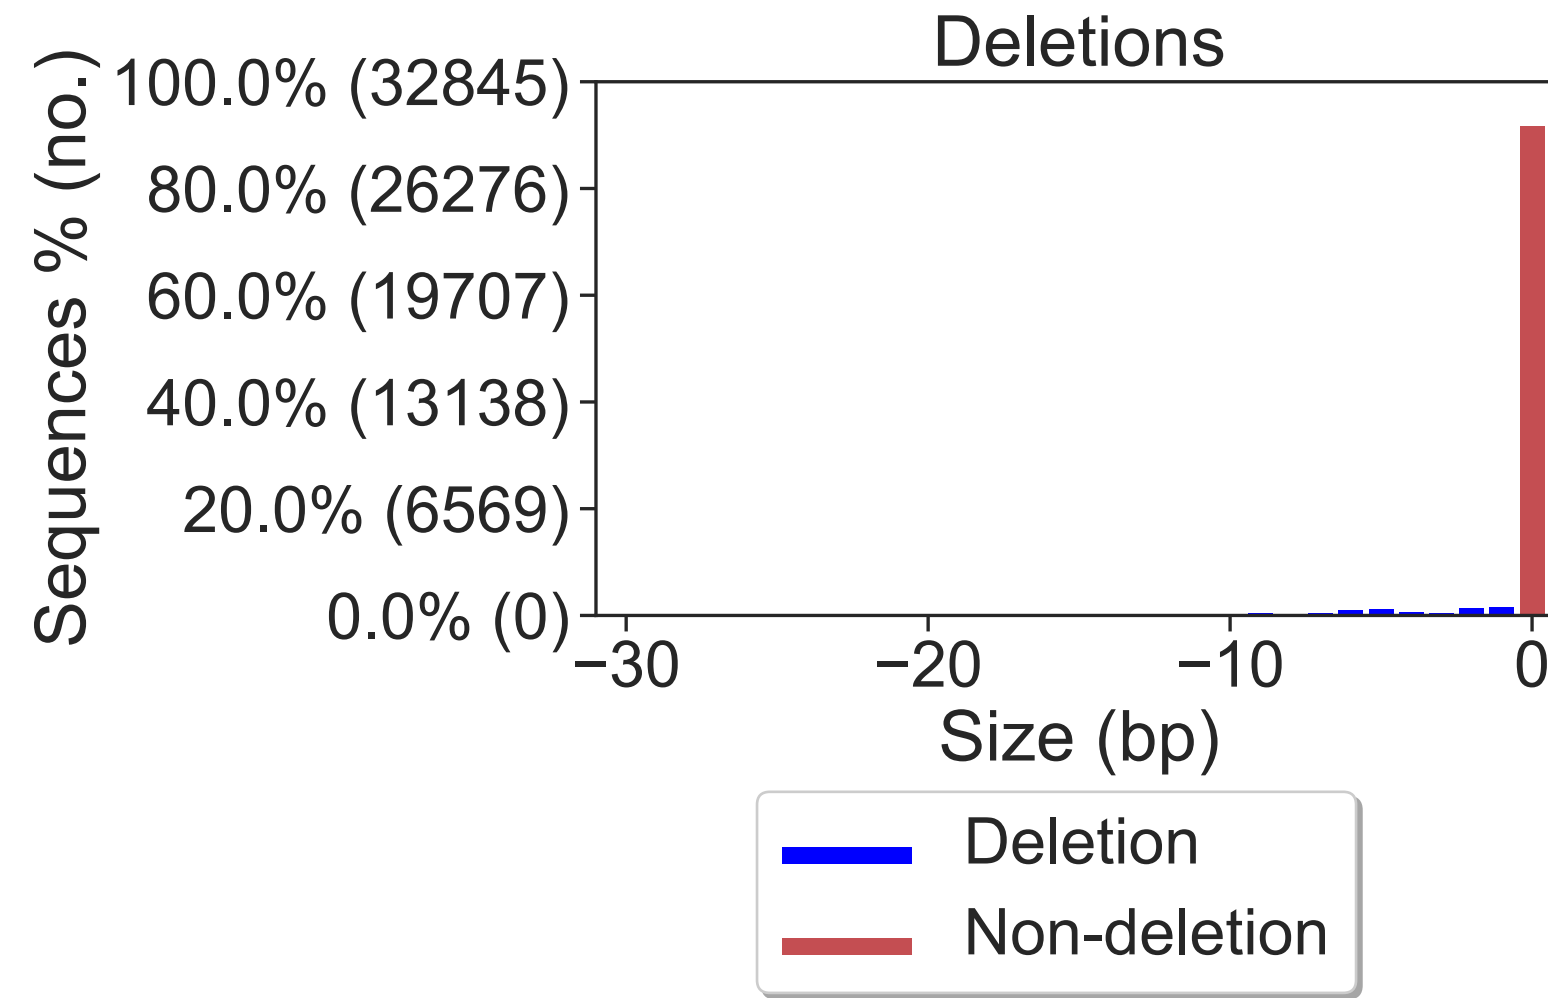 Deletions
Sequences % (no.)
100.0% (32845)
80.0% (26276)
60.0% (19707)
40.0% (13138)
20.0% (6569)
0.0% (0)
−30 −20 −10 0
Size (bp)
Deletion
Non-deletion